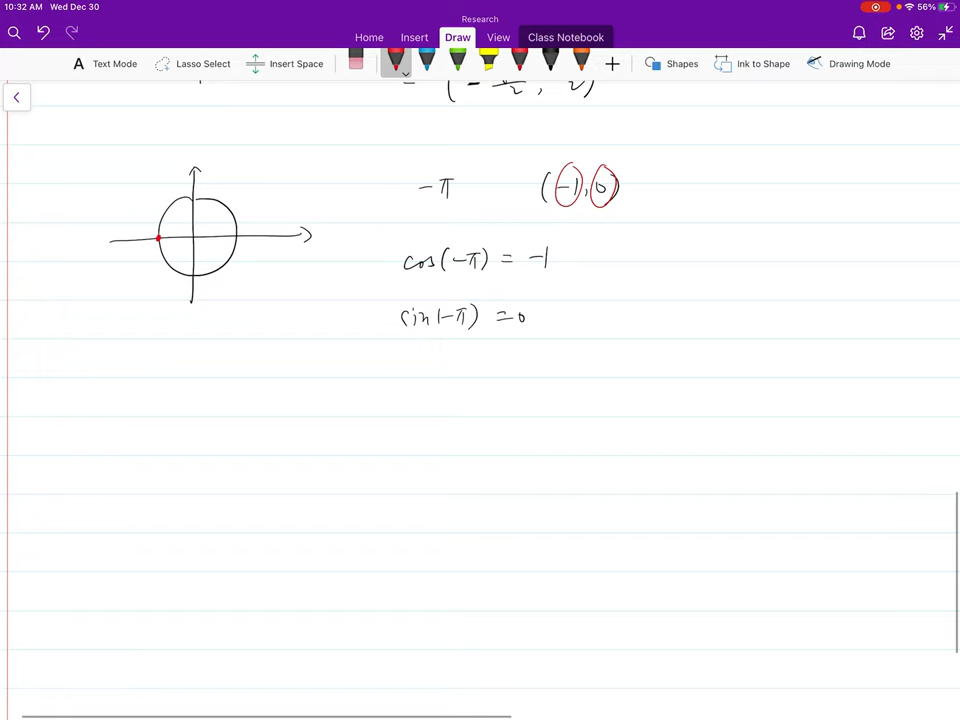 10:32 AM Wed Dec 30
56%
Research
Home Insert Draw View Class Notebook
Text Mode Lasso Select Insert Space Shapes Ink to Shape Drawing Mode
-π (-1, 0)
cos(-π) = -1
sin(-π) = 0